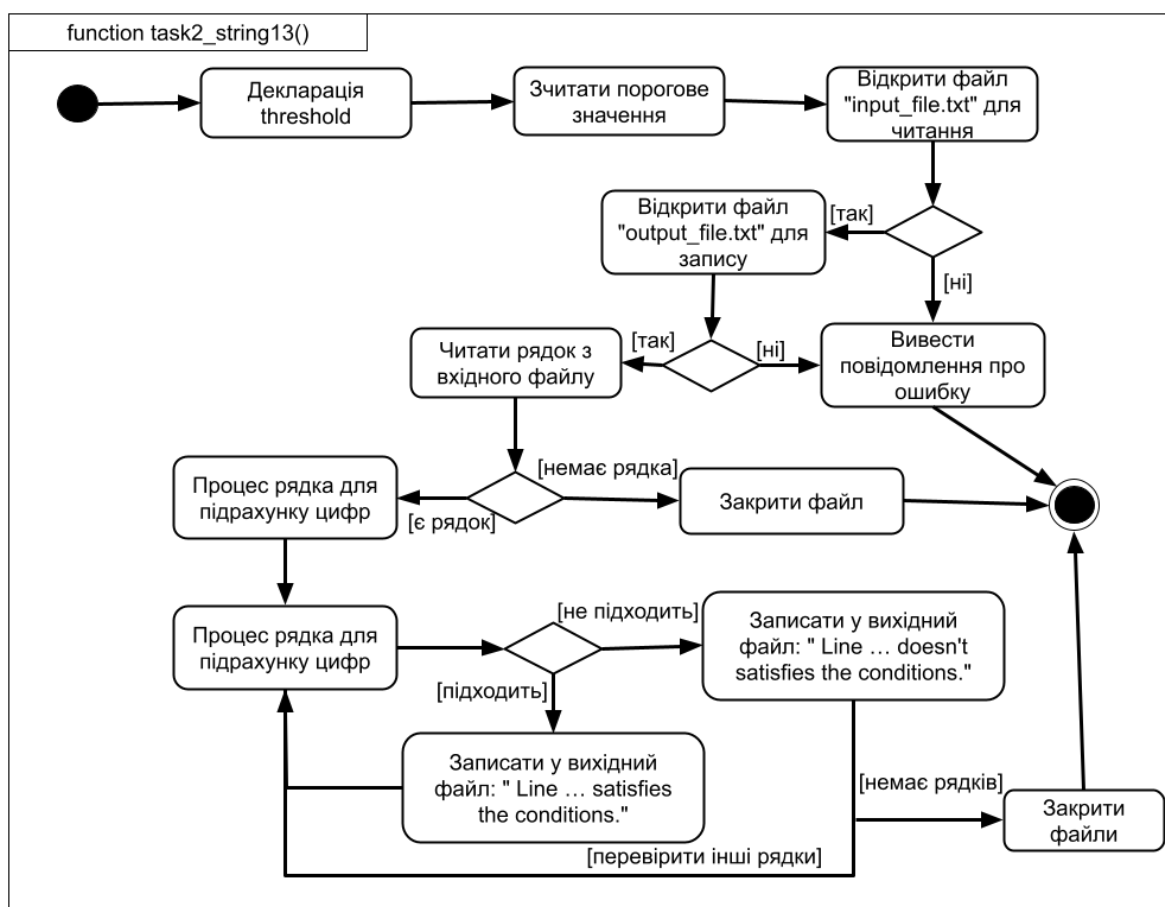 function task2_string13()
Декларація
threshold
Зчитати порогове
значення
Відкрити файл
"input_file.txt" для
читання
[так]
Відкрити файл
"output_file.txt" для
запису
[ні]
[так]
[ні]
Читати рядок з
вхідного файлу
Вивести
повідомлення про
ошибку
[немає рядка]
Закрити файл
[є рядок]
Процес рядка для
підрахунку цифр
Процес рядка для
підрахунку цифр
[не підходить]
Записати у вихідний
файл: " Line … doesn't
satisfies the conditions."
[підходить]
Записати у вихідний
файл: " Line … satisfies
the conditions."
[немає рядків]
Закрити
файли
[перевірити інші рядки]